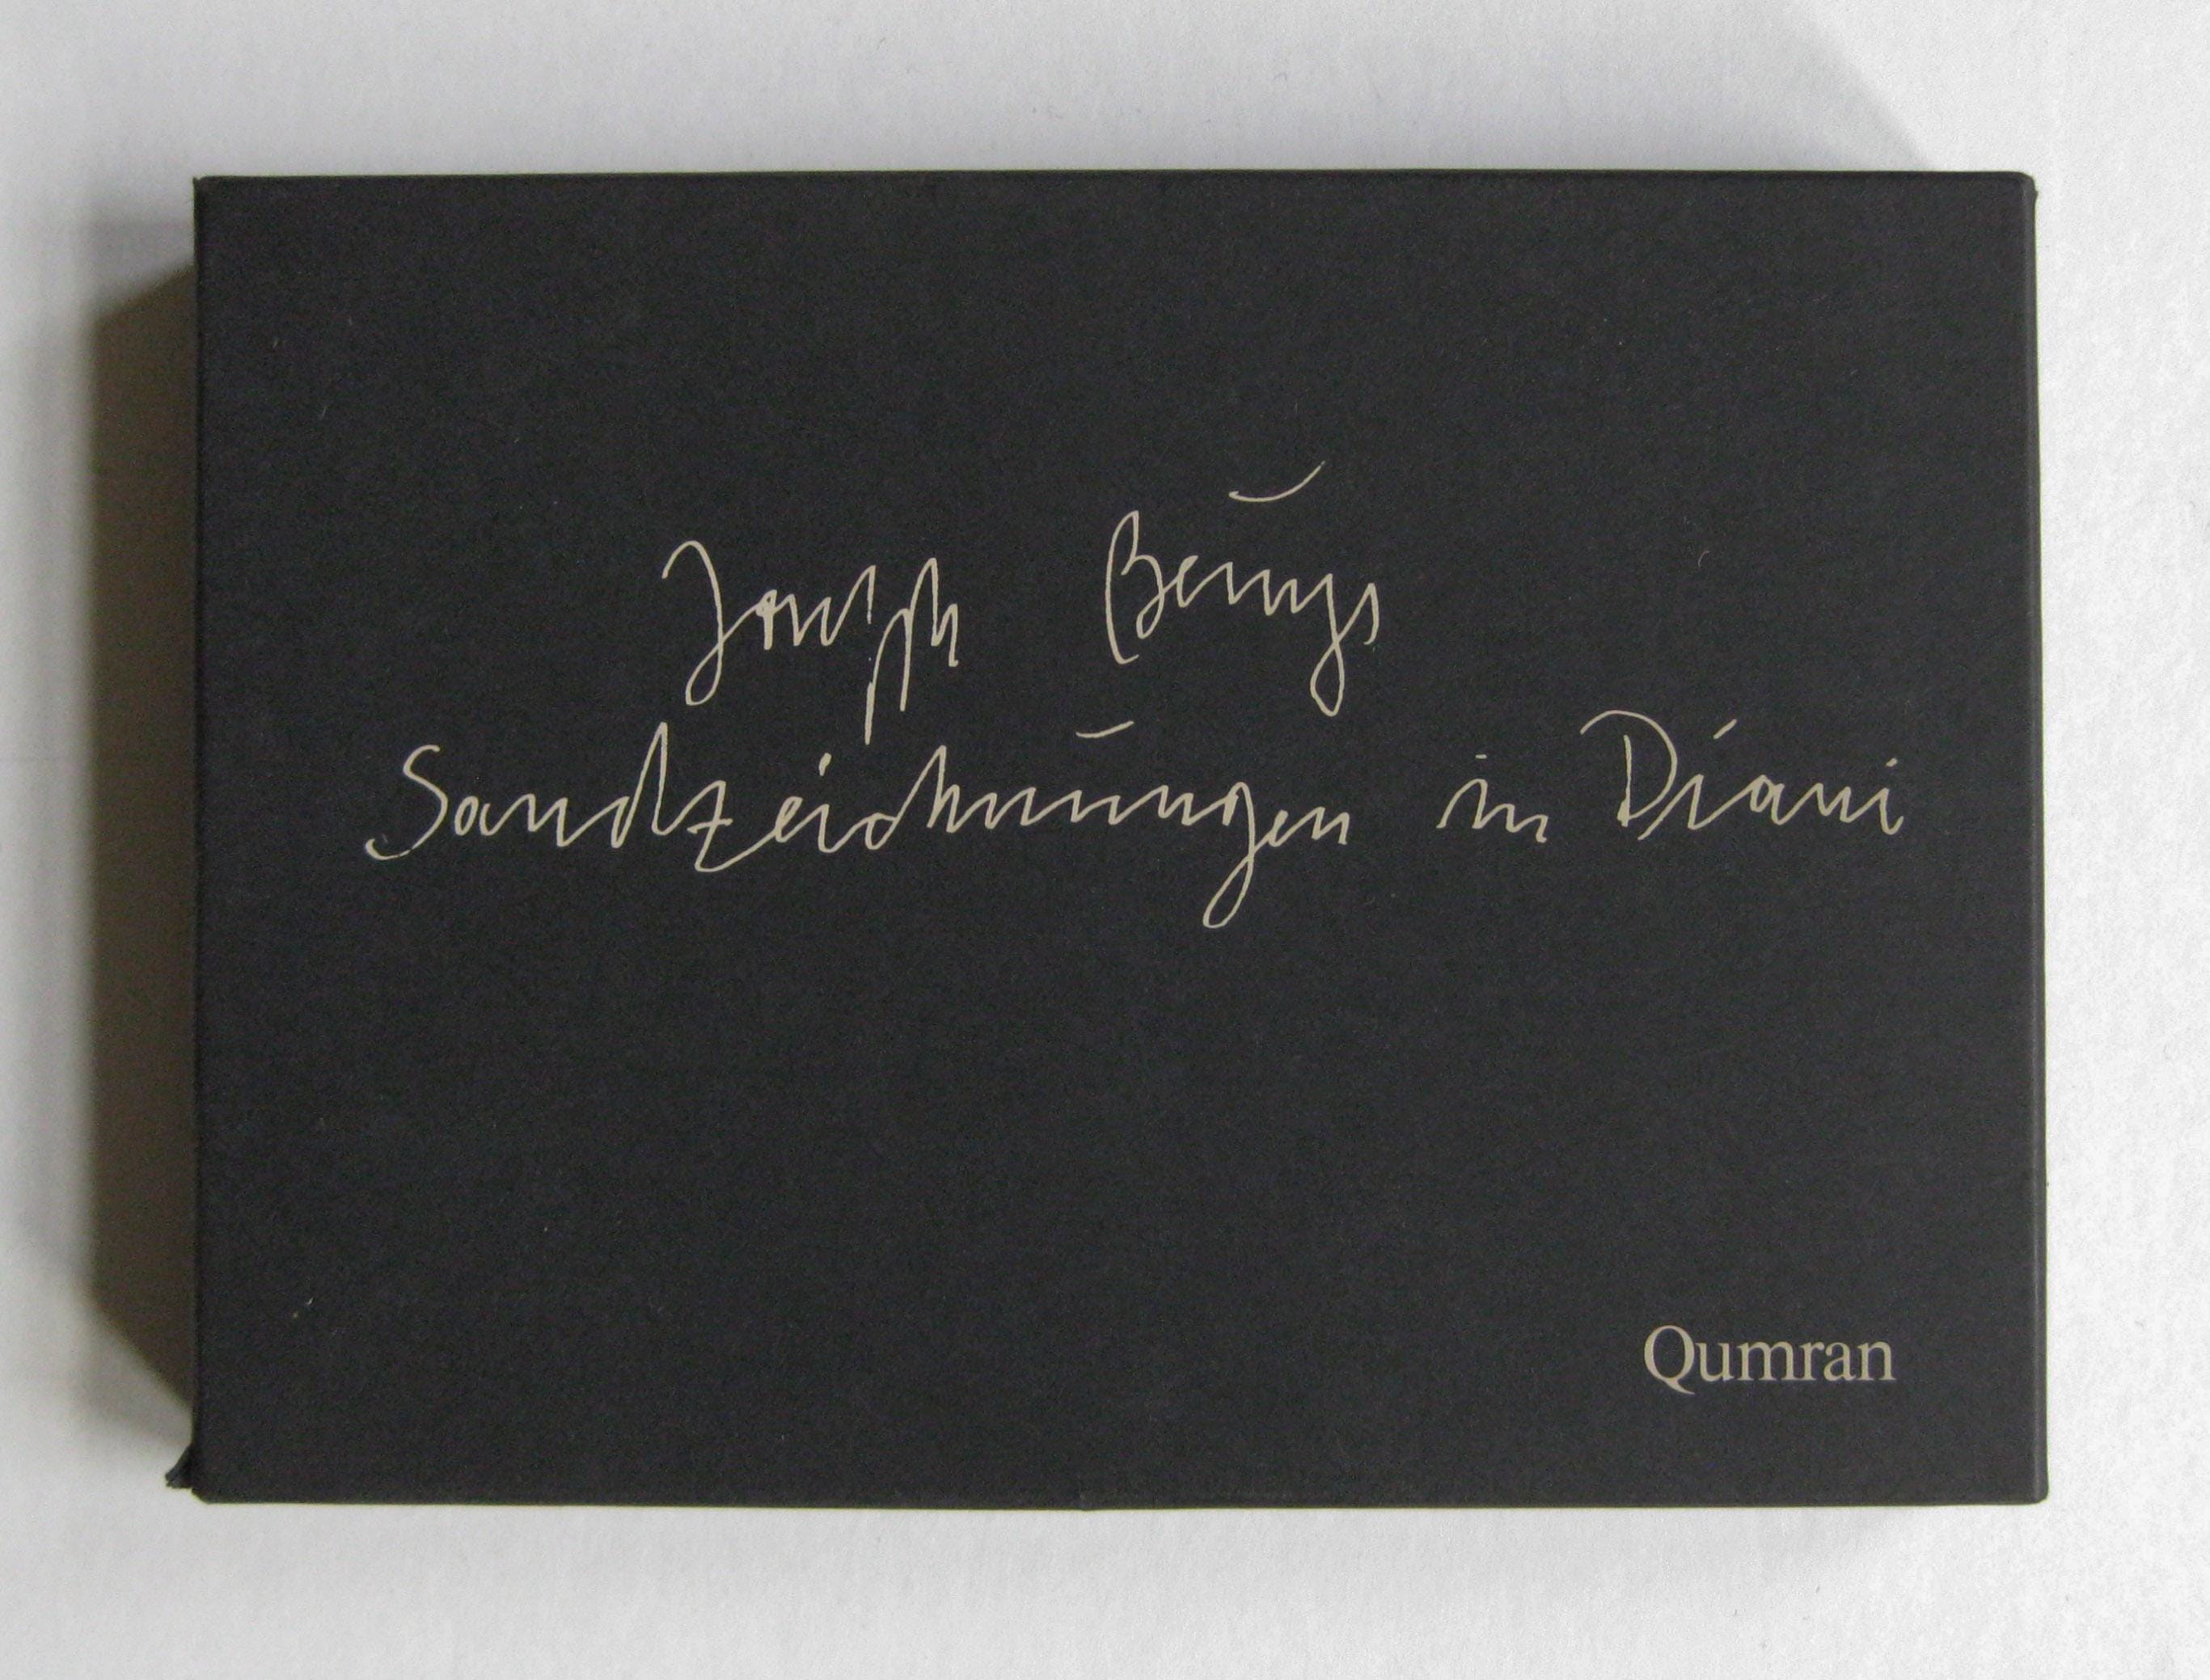 Joseph Beuys
Sandzeichnungen in Diani
Qumran